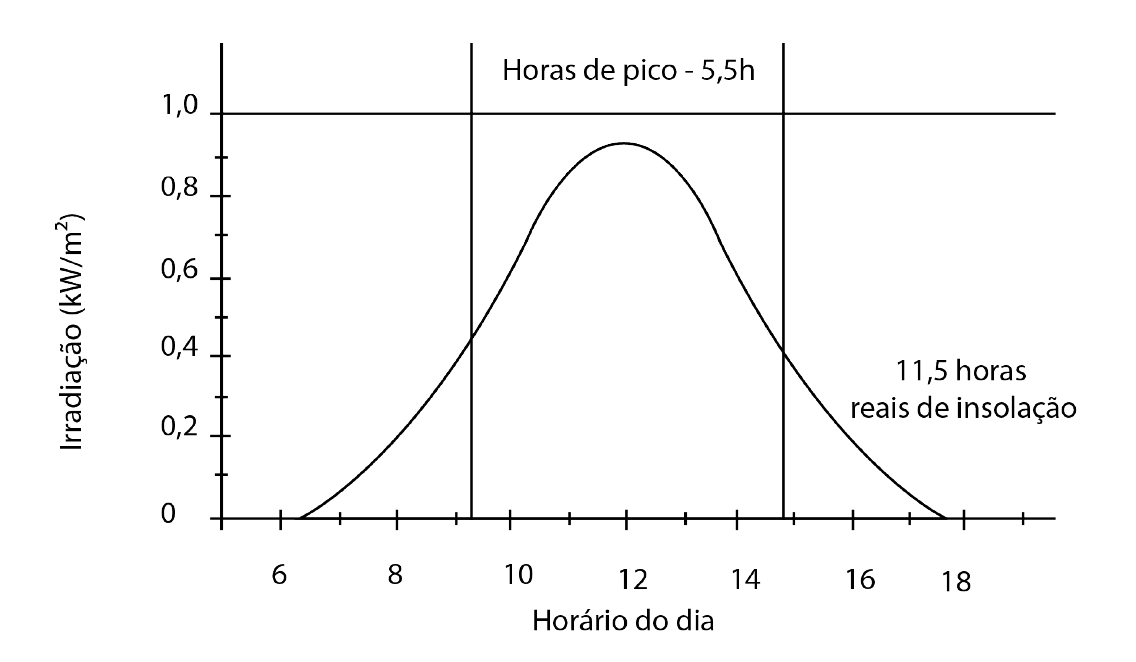 Horas de pico - 5,5h
1,0
0,8
0,6
0,4
0,2
0
Irradiação (kW/m²)
11,5 horas
reais de insolação
6 8 10 12 14 16 18
Horário do dia